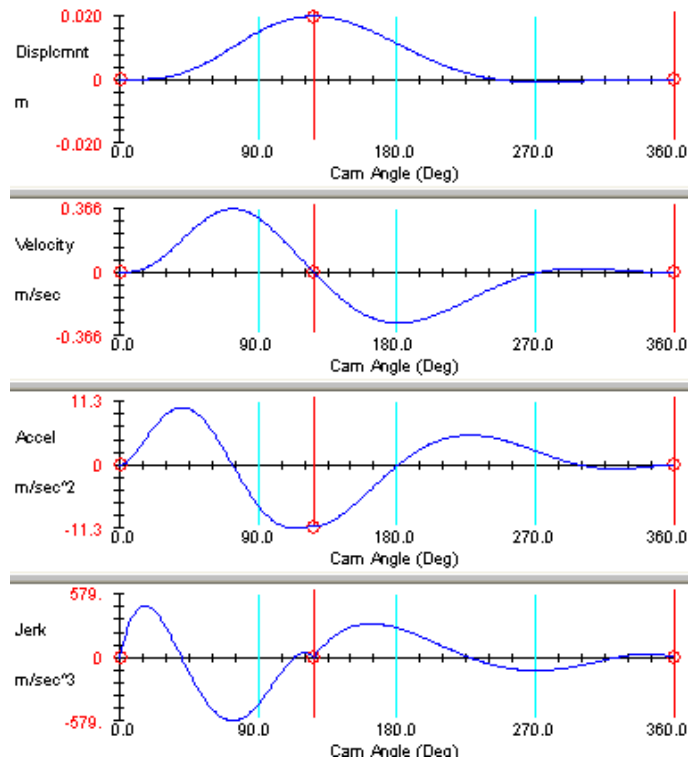 0.020
Displcmnt
0
m
-0.020
0.0 90.0 180.0 270.0 360.0
Cam Angle (Deg)
0.366
Velocity
0
m/sec
-0.366
0.0 90.0 180.0 270.0 360.0
Cam Angle (Deg)
11.3
Accel
0
m/sec^2
-11.3
0.0 90.0 180.0 270.0 360.0
Cam Angle (Deg)
579.
Jerk
0
m/sec^3
-579.
0.0 90.0 180.0 270.0 360.0
Cam Angle (Deg)